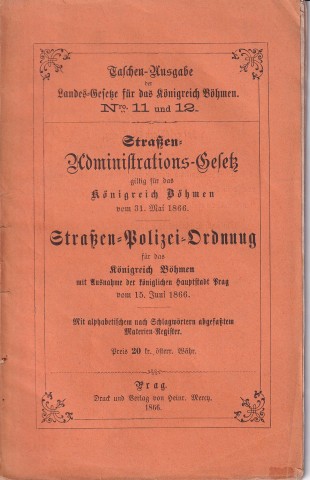 Taschen-Ausgabe
der
Landes-Gesetze für das Königreich Böhmen.
Nro. 11 und 12.
Straßen-
Administrations-Gesetz
giltig für das
Königreich Böhmen
vom 31. Mai 1866.
Straßen-Polizei-Ordnung
für das
Königreich Böhmen
mit Ausnahme der königlichen Hauptstadt Prag
vom 15. Juni 1866.
Mit alphabetischem nach Schlagwörtern abgefaßtem
Materien-Register.
Preis 20 kr. österr. Währ.
Prag.
Druck und Verlag von Heinr. Mercy.
1866.